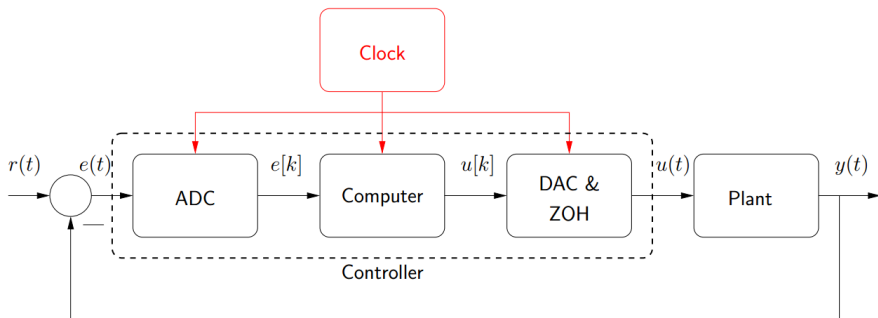 Clock
r(t)
e(t)
ADC
e[k]
Computer
u[k]
DAC &
ZOH
u(t)
Plant
y(t)
—
Controller